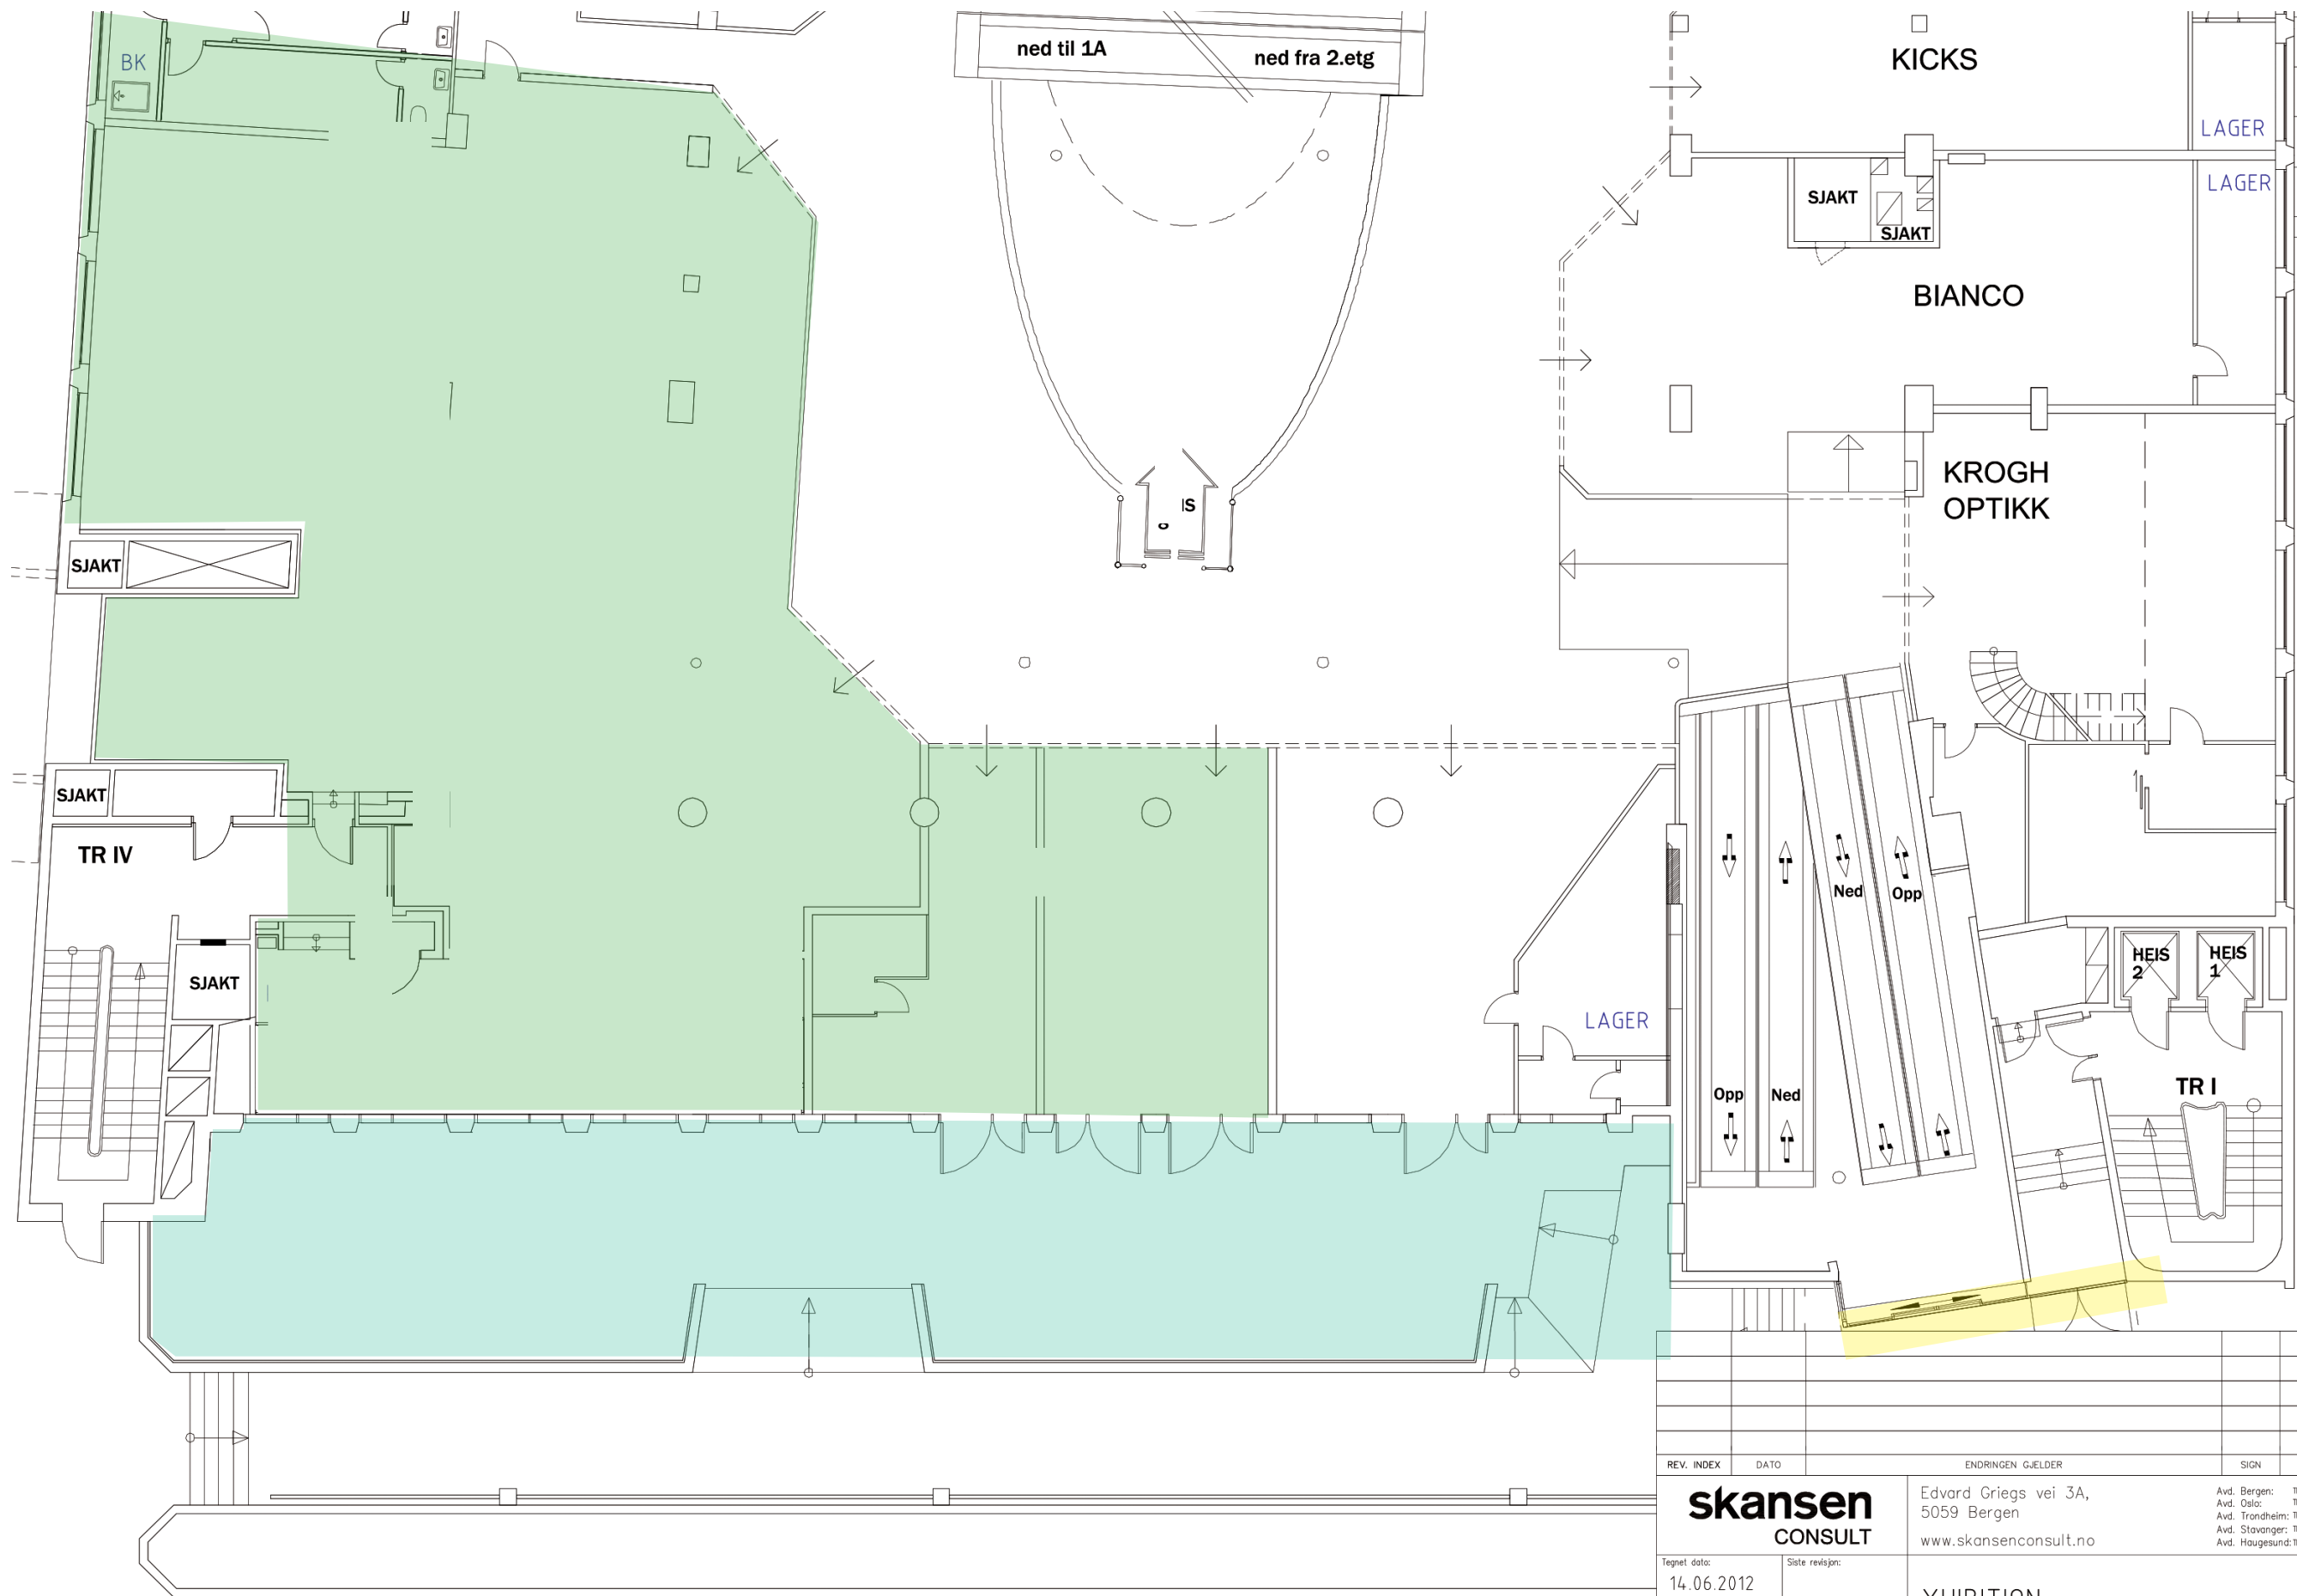 ned til 1A
ned fra 2.etg
KICKS
BK
LAGER
LAGER
SJAKT
SJAKT
BIANCO
KROGH
OPTIKK
SJAKT
SJAKT
TR IV
Ned
Opp
SJAKT
HEIS
2
HEIS
1
LAGER
Opp
Ned
TR I
REV. INDEX
DATO
ENDRINGEN GJELDER
SIGN
skansen
CONSULT
Edvard Griegs vei 3A,
5059 Bergen
www.skansenconsult.no
Avd. Bergen:
Avd. Oslo:
Avd. Trondheim:
Avd. Stavanger:
Avd. Haugesund:
Tegnet dato:
14.06.2012
Siste revisjon: